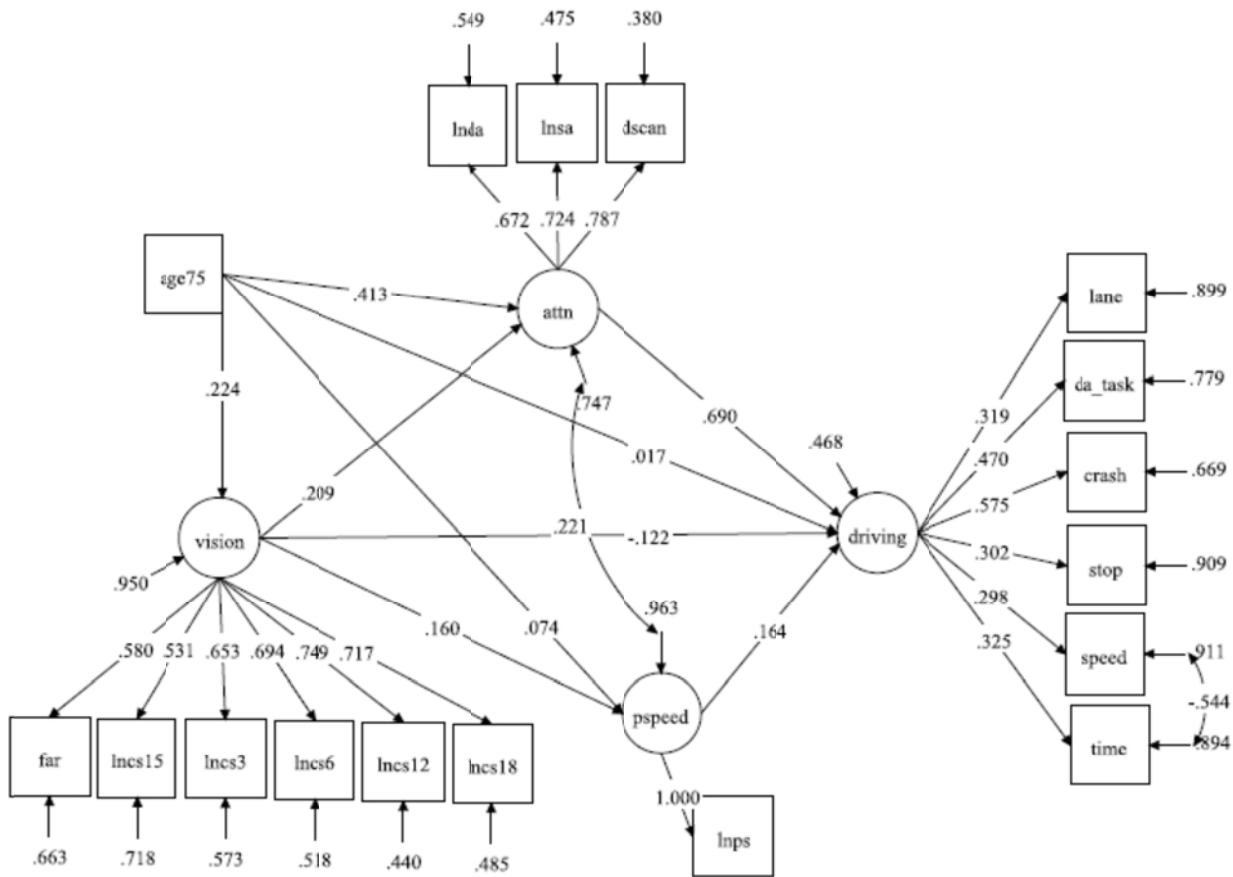 .549 .475 .380
lnda lnsa dscan
.672 .724 .787
sge75
.413
attn
lane .899
.224
.747
da_task .779
.690
.319
.468
.017
.470
crash .669
.209
.575
vision
.221
-.122
driving
.302
stop .909
.950
.963
.298
.160
.074
.164
.325
speed .911
.580 .531 .653 .694 .749 .717
-.544
pspeed
time .894
far lncs15 lncs3 lncs6 lncs12 lncs18
1.000
lnps
.663 .718 .573 .518 .440 .485